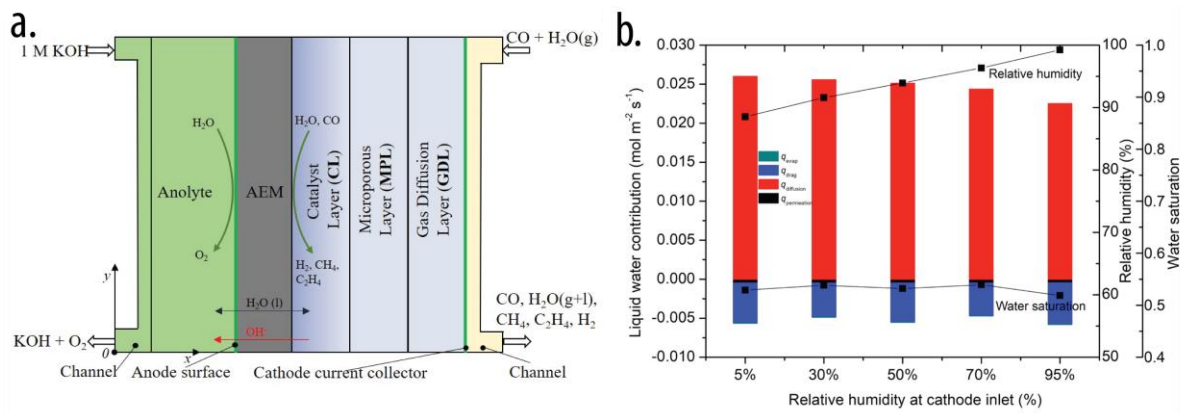 a.
1 M KOH
CO + H₂O(g)
H₂O
H₂O, CO
Anolyte
AEM
Catalyst
Layer (CL)
Microporous
Layer (MPL)
Gas Diffusion
Layer (GDL)
O₂
H₂, CH₄,
C₂H₄
y
H₂O (l)
OH⁻
CO, H₂O(g+l),
CH₄, C₂H₄, H₂
KOH + O₂
0
x
Channel
Anode surface
Cathode current collector
Channel
b.
Liquid water contribution (mol m⁻² s⁻¹)
0.030
0.025
0.020
0.015
0.010
0.005
0.000
-0.005
-0.010
Relative humidity
q evap
q drag
q diffusion
q permeation
Water saturation
100
90
80
70
60
50
Relative humidity (%)
1.0
0.9
0.8
0.7
0.6
0.5
0.4
Water saturation
5% 30% 50% 70% 95%
Relative humidity at cathode inlet (%)